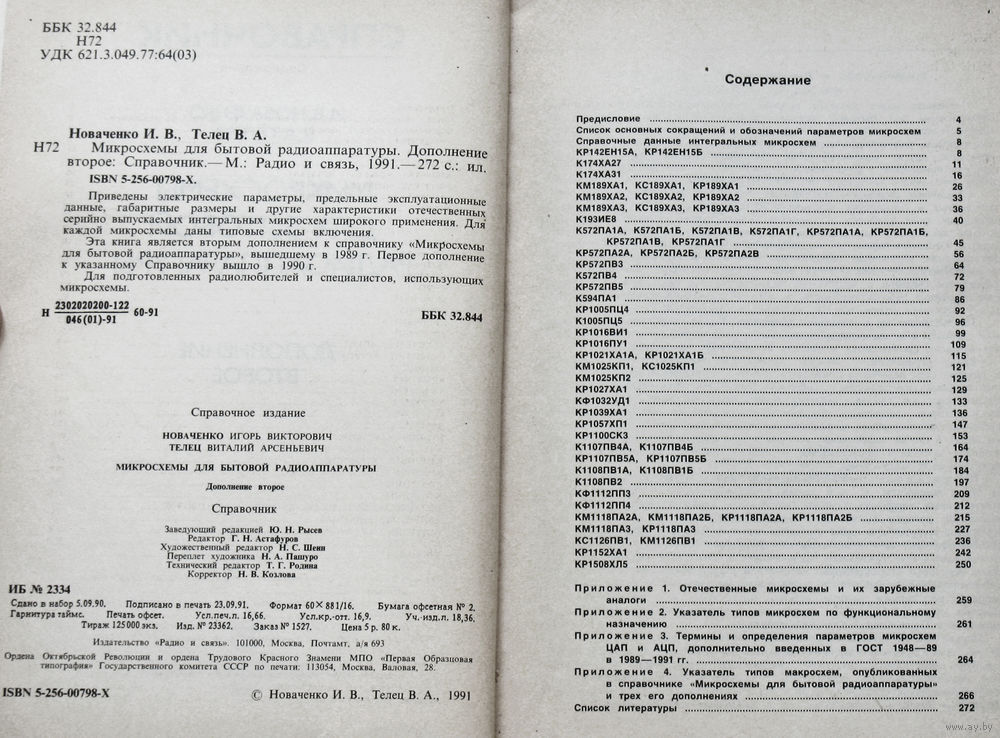 ББК 32.844
Н72
УДК 621.3.049.77:64(03)
Новаченко И. В., Телец В. А.
Н72 Микросхемы для бытовой радиоаппаратуры. Дополнение
второе: Справочник.— М.: Радио и связь, 1991.— 272 с.: ил.
ISBN 5-256-00798-X.
Приведены электрические параметры, предельные эксплуатационные
данные, габаритные размеры и другие характеристики отечественных
серийно выпускаемых интегральных микросхем широкого применения. Для
каждой микросхемы даны типовые схемы включения.
Эта книга является вторым дополнением к справочнику «Микросхемы
для бытовой радиоаппаратуры», вышедшему в 1989 г. Первое дополнение
к указанному Справочнику вышло в 1990 г.
Для подготовленных радиолюбителей и специалистов, использующих
микросхемы.
Н 2302020200-122 / 046(01)-91 60-91 ББК 32.844
Справочное издание
НОВАЧЕНКО ИГОРЬ ВИКТОРОВИЧ
ТЕЛЕЦ ВИТАЛИЙ АРСЕНЬЕВИЧ
МИКРОСХЕМЫ ДЛЯ БЫТОВОЙ РАДИОАППАРАТУРЫ
Дополнение второе
Справочник
Заведующий редакцией Ю. Н. Рысев
Редактор Г. Н. Астафуров
Художественный редактор Н. С. Шеин
Переплет художника Н. А. Пашуро
Технический редактор Т. Г. Родина
Корректор Н. В. Козлова
ИБ № 2334
Сдано в набор 5.09.90. Подписано в печать 23.09.91. Формат 60×881/16. Бумага офсетная № 2.
Гарнитура таймс. Печать офсет. Усл.печ.л. 16,66. Усл.кр.-отт. 16,9. Уч.-изд.л. 18,36.
Тираж 125 000 экз. Изд. № 23362. Заказ № 1527. Цена 5 р. 80 к.
Издательство «Радио и связь». 101000, Москва, Почтамт, а/я 693
Ордена Октябрьской Революции и ордена Трудового Красного Знамени МПО «Первая Образцовая
типография» Государственного комитета СССР по печати: 113054, Москва, Валовая, 28.
ISBN 5-256-00798-X © Новаченко И. В., Телец В. А., 1991
Содержание
Предисловие 4
Список основных сокращений и обозначений параметров микросхем 5
Справочные данные интегральных микросхем 8
КР142ЕН15А, КР142ЕН15Б 8
К174ХА27 11
К174ХА31 16
КМ189ХА1, КС189ХА1, КР189ХА1 26
КМ189ХА2, КС189ХА2, КР189ХА2 33
КМ189ХА3, КС189ХА3, КР189ХА3 36
К193ИЕ8 40
К572ПА1А, К572ПА1Б, К572ПА1В, К572ПА1Г, КР572ПА1А, КР572ПА1Б,
КР572ПА1В, КР572ПА1Г 45
КР572ПА2А, КР572ПА2Б, КР572ПА2В 56
КР572ПВ3 64
К572ПВ4 72
КР572ПВ5 79
К594ПА1 86
КР1005ПЦ4 92
К1005ПЦ5 96
КР1016ВИ1 99
КР1016ПУ1 109
КР1021ХА1А, КР1021ХА1Б 115
КМ1025КП1, КС1025КП1 121
КМ1025КП2 125
КР1027ХА1 129
КФ1032УД1 133
КР1039ХА1 136
КР1057ХП1 147
КР1100СК3 153
К1107ПВ4А, К1107ПВ4Б 164
КР1107ПВ5А, КР1107ПВ5Б 174
К1108ПВ1А, К1108ПВ1Б 184
К1108ПВ2 197
КФ1112ПП3 209
КФ1112ПП4 212
КМ1118ПА2А, КМ1118ПА2Б, КР1118ПА2А, КР1118ПА2Б 215
КМ1118ПА3, КР1118ПА3 227
КС1126ПВ1, КМ1126ПВ1 236
КР1152ХА1 242
КР1508ХЛ5 250
Приложение 1. Отечественные микросхемы и их зарубежные
аналоги 259
Приложение 2. Указатель типов микросхем по функциональному
назначению 261
Приложение 3. Термины и определения параметров микросхем
ЦАП и АЦП, дополнительно введенных в ГОСТ 1948—89
в 1989—1991 гг. 264
Приложение 4. Указатель типов макросхем, опубликованных
в справочнике «Микросхемы для бытовой радиоаппаратуры»
и трех его дополнениях 266
Список литературы 272
www.ay.by